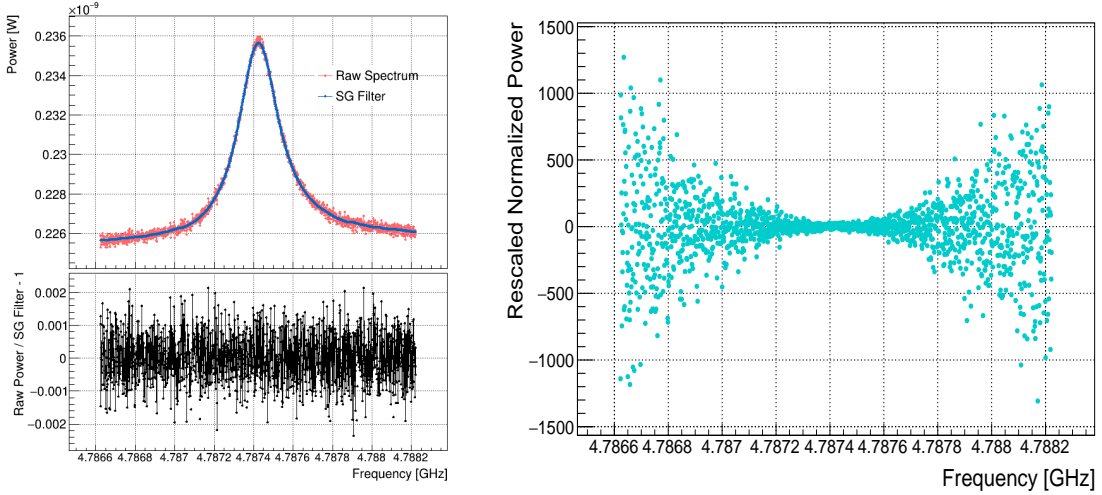 ×10⁻⁹
Power [W]
0.236
0.234
0.232
0.23
0.228
0.226
Raw Spectrum
SG Filter
Raw Power / SG Filter - 1
0.002
0.001
0
−0.001
−0.002
4.7866 4.7868 4.787 4.7872 4.7874 4.7876 4.7878 4.788 4.7882
Frequency [GHz]
Rescaled Normalized Power
1500
1000
500
0
−500
−1000
−1500
4.7866 4.7868 4.787 4.7872 4.7874 4.7876 4.7878 4.788 4.7882
Frequency [GHz]